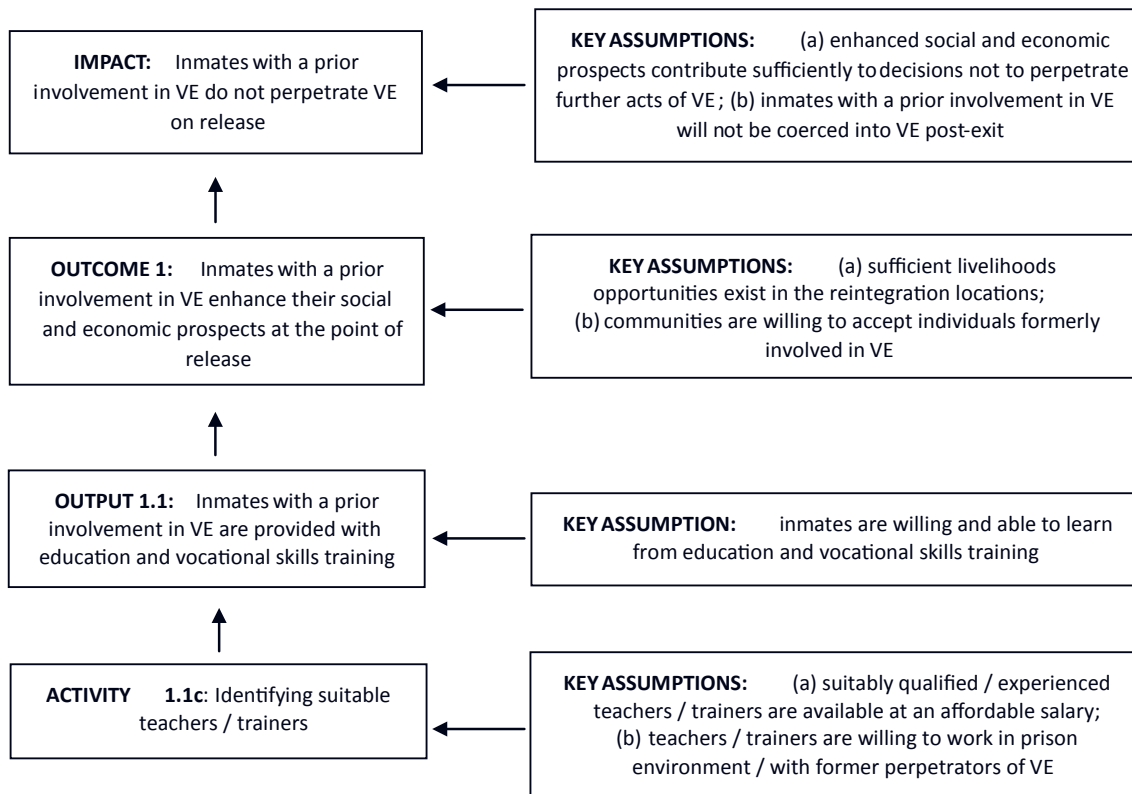 IMPACT: Inmates with a prior
involvement in VE do not perpetrate VE
on release
KEY ASSUMPTIONS: (a) enhanced social and economic
prospects contribute sufficiently to decisions not to perpetrate
further acts of VE; (b) inmates with a prior involvement in VE
will not be coerced into VE post-exit
OUTCOME 1: Inmates with a prior
involvement in VE enhance their social
and economic prospects at the point of
release
KEY ASSUMPTIONS: (a) sufficient livelihoods
opportunities exist in the reintegration locations;
(b) communities are willing to accept individuals formerly
involved in VE
OUTPUT 1.1: Inmates with a prior
involvement in VE are provided with
education and vocational skills training
KEY ASSUMPTION: inmates are willing and able to learn
from education and vocational skills training
ACTIVITY 1.1c: Identifying suitable
teachers / trainers
KEY ASSUMPTIONS: (a) suitably qualified / experienced
teachers / trainers are available at an affordable salary;
(b) teachers / trainers are willing to work in prison
environment / with former perpetrators of VE